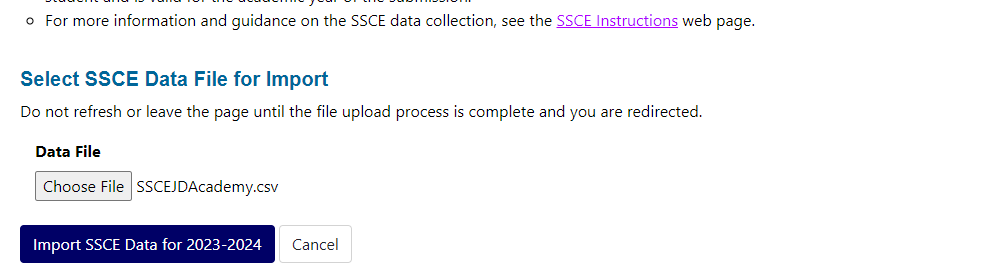 student and is valid for the academic year of the submission.
For more information and guidance on the SSCE data collection, see the SSCE Instructions web page.
Select SSCE Data File for Import
Do not refresh or leave the page until the file upload process is complete and you are redirected.
Data File
Choose File SSCEJDAcademy.csv
Import SSCE Data for 2023-2024 Cancel